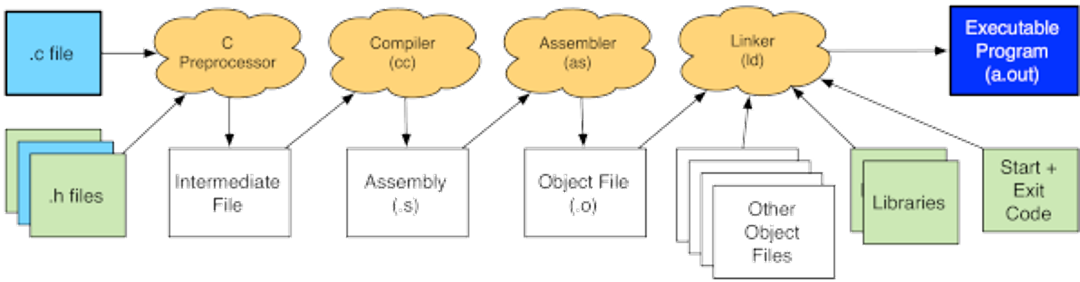 .c file
C
Preprocessor
Compiler
(cc)
Assembler
(as)
Linker
(ld)
Executable
Program
(a.out)
.h files
Intermediate
File
Assembly
(.s)
Object File
(.o)
Other
Object
Files
Libraries
Start +
Exit
Code